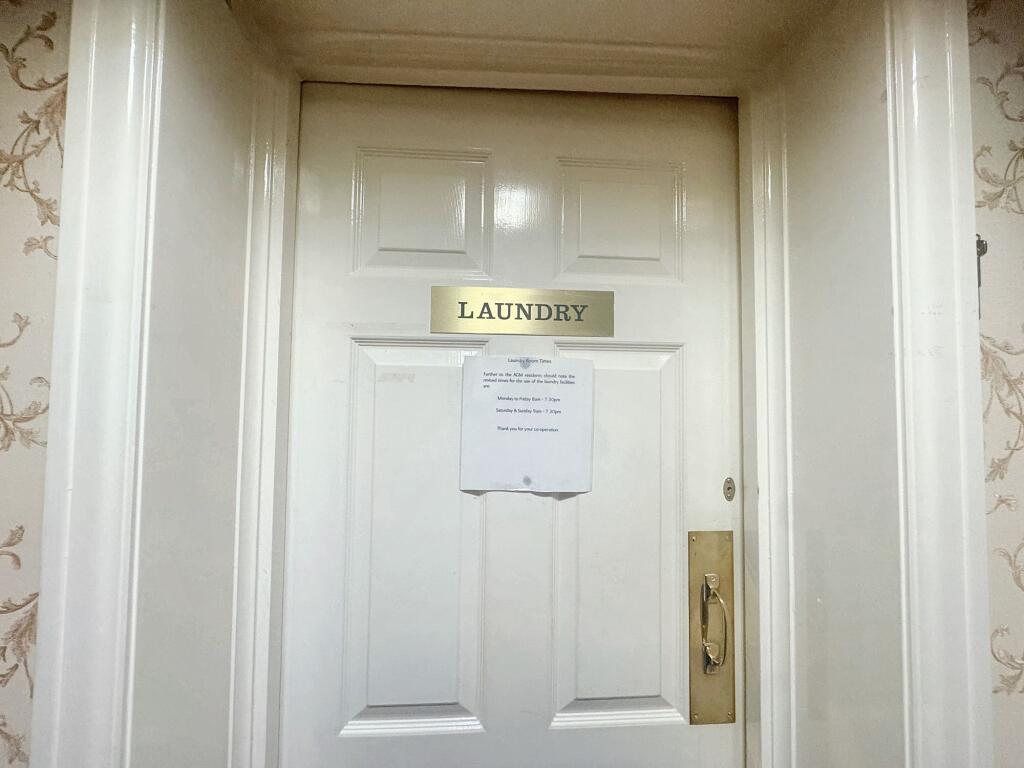 LAUNDRY
Laundry Room Times
Further to the AGM residents should note the
revised times for the use of the laundry facilities
are:
Monday to Friday 8am - 7.30pm
Saturday & Sunday 9am - 7.30pm
Thank you for your co-operation